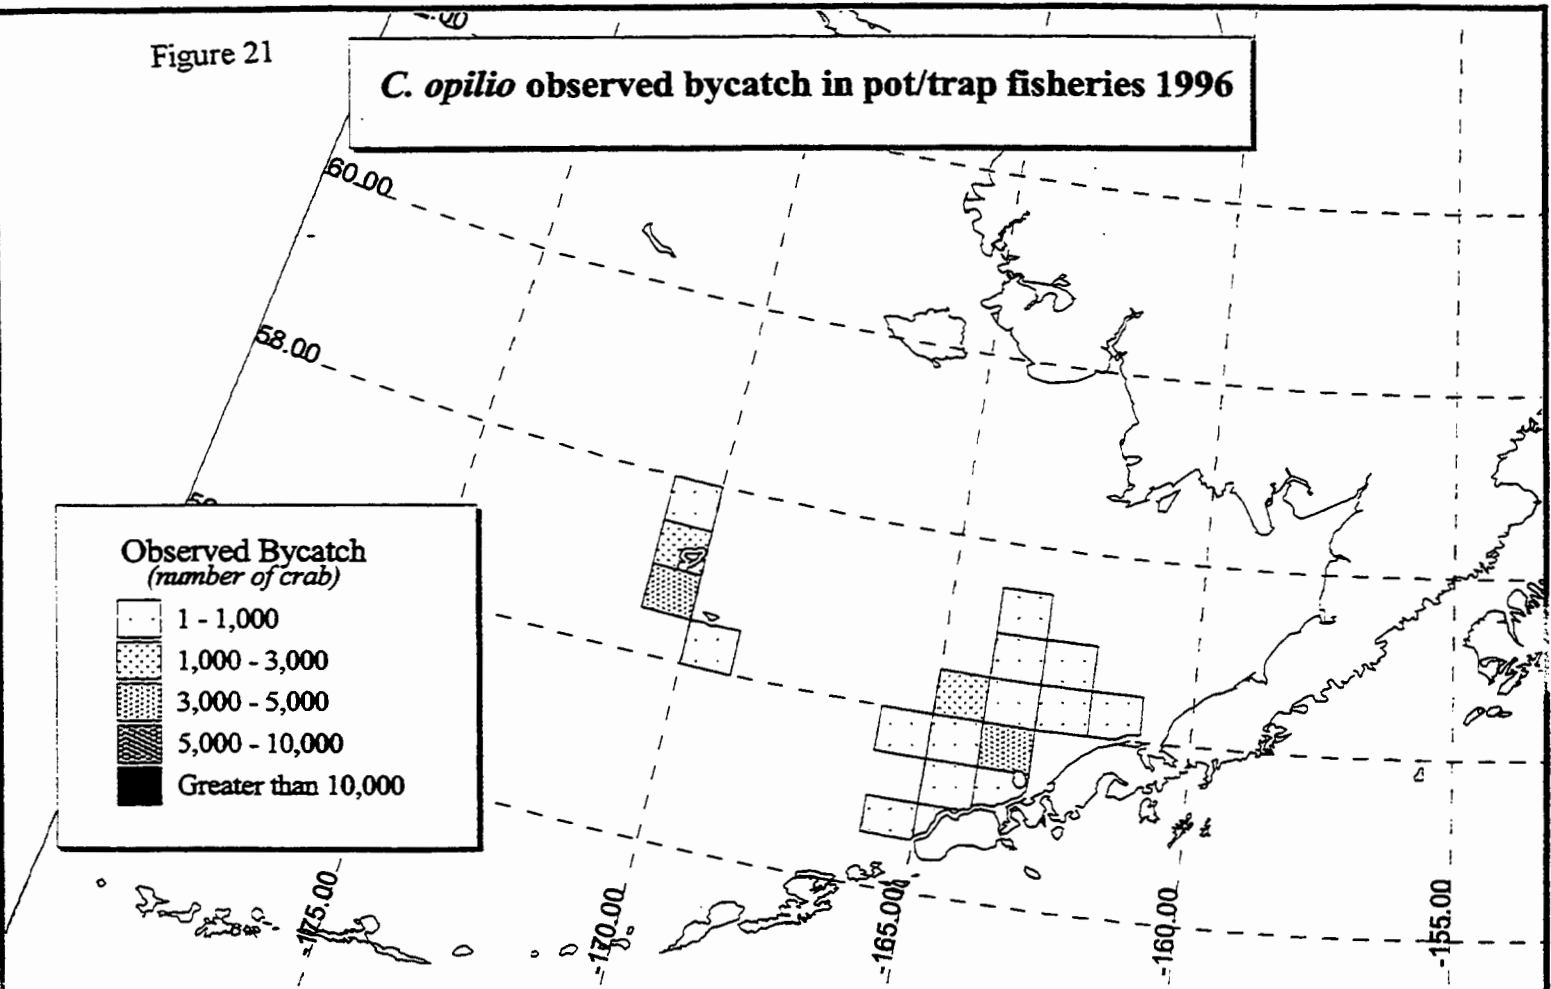 Figure 21
C. opilio observed bycatch in pot/trap fisheries 1996
60.00
58.00
Observed Bycatch
(number of crab)
1 - 1,000
1,000 - 3,000
3,000 - 5,000
5,000 - 10,000
Greater than 10,000
-175.00
-170.00
-165.00
-160.00
-155.00